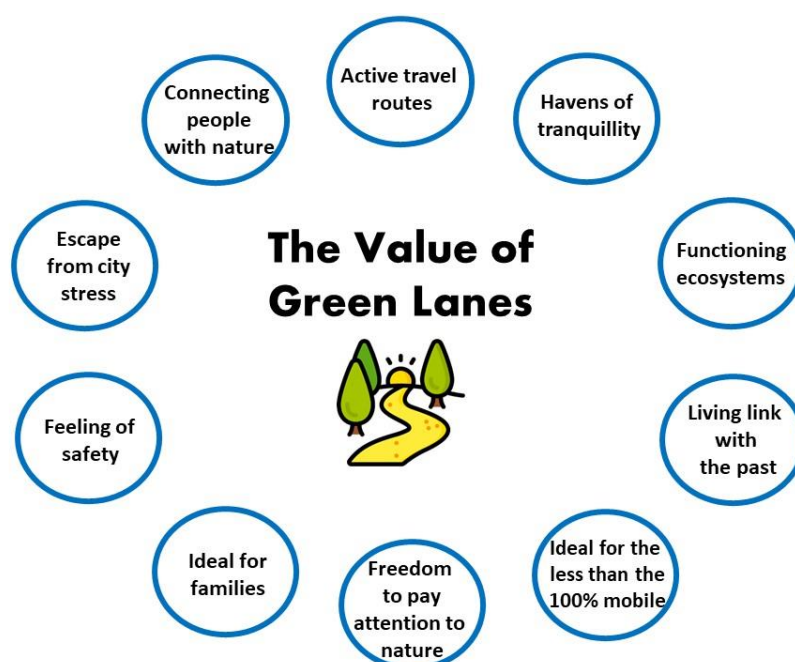 Active travel
routes
Connecting
people
with nature
Havens of
tranquillity
Escape
from city
stress
The Value of
Green Lanes
Functioning
ecosystems
Feeling of
safety
Living link
with
the past
Ideal for
families
Freedom
to pay
attention to
nature
Ideal for the
less than the
100% mobile